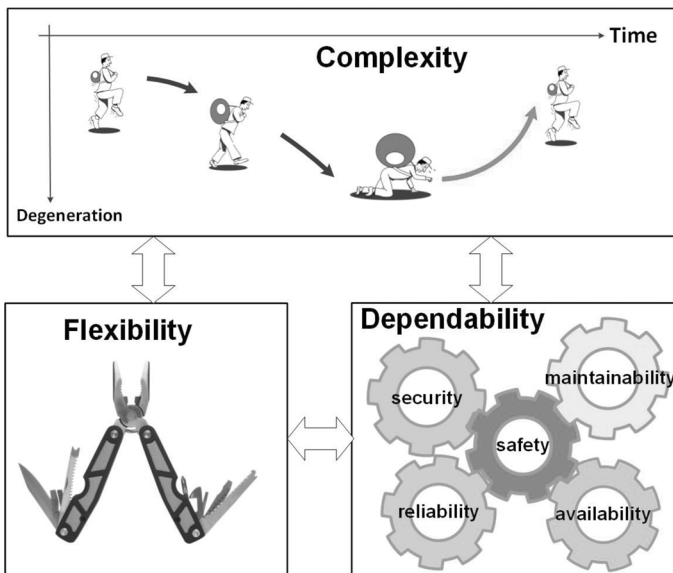 Time
Complexity
Degeneration
Flexibility
Dependability
security
maintainability
safety
reliability
availability